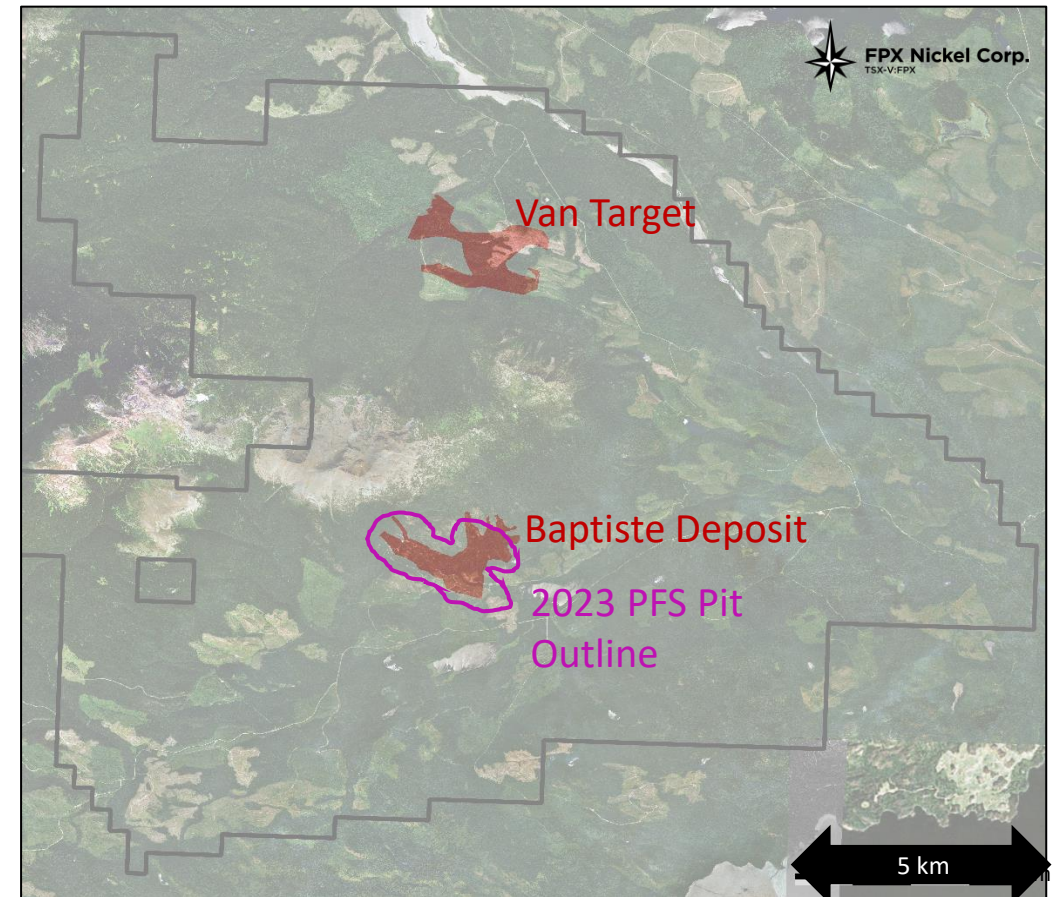 FPX Nickel Corp.
TSX-V:FPX
Van Target
Baptiste Deposit
2023 PFS Pit
Outline
5 km